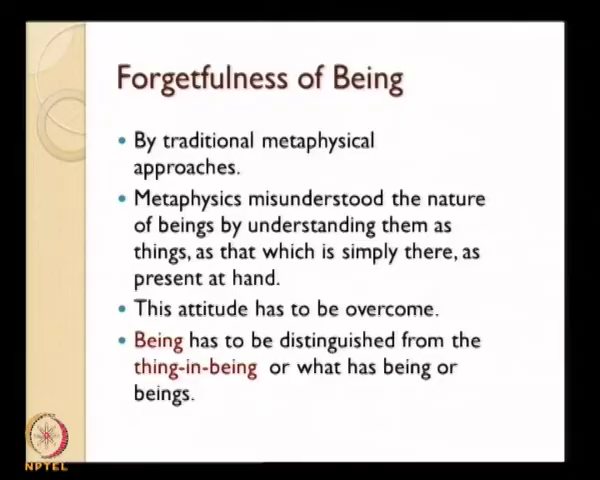 Forgetfulness of Being
• By traditional metaphysical
approaches.
• Metaphysics misunderstood the nature
of beings by understanding them as
things, as that which is simply there, as
present at hand.
• This attitude has to be overcome.
• Being has to be distinguished from the
thing-in-being or what has being or
beings.
NPTEL